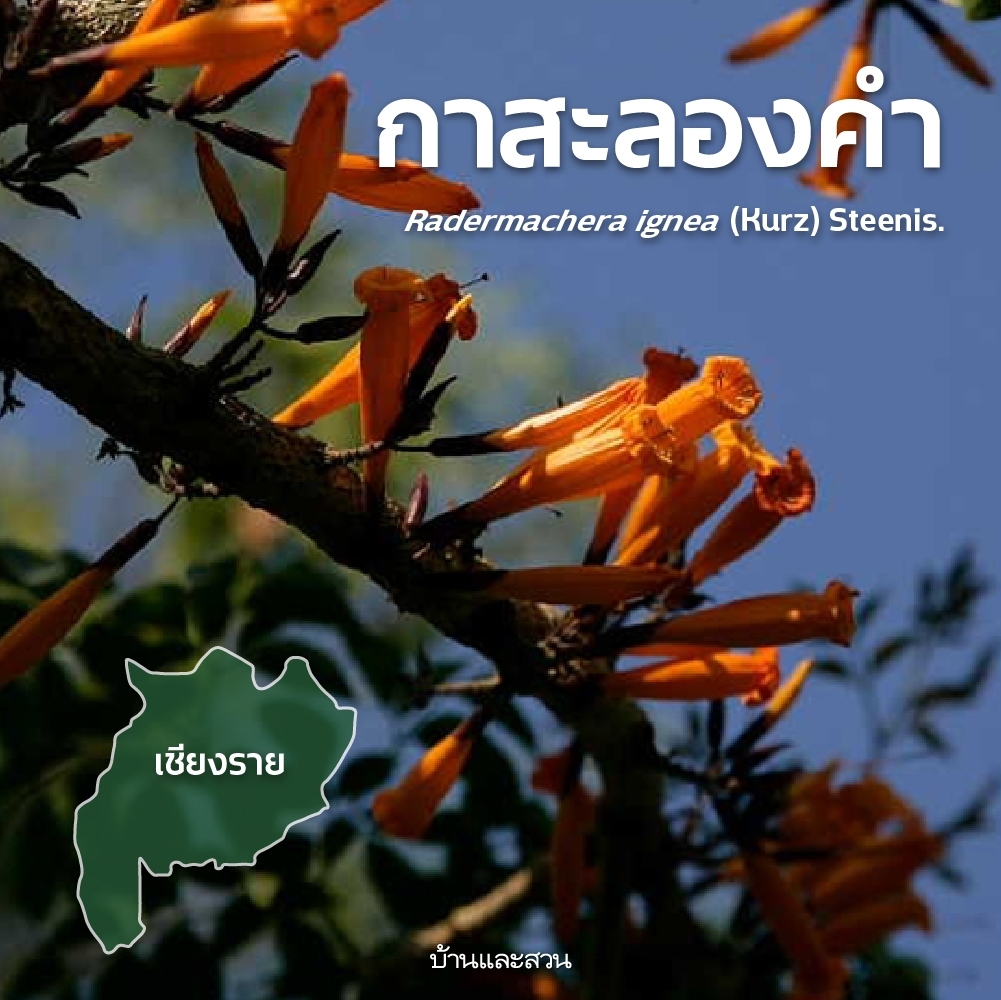 กาสะลองคำ
Radermachera ignea (Kurz) Steenis.
เชียงราย
บ้านและสวน